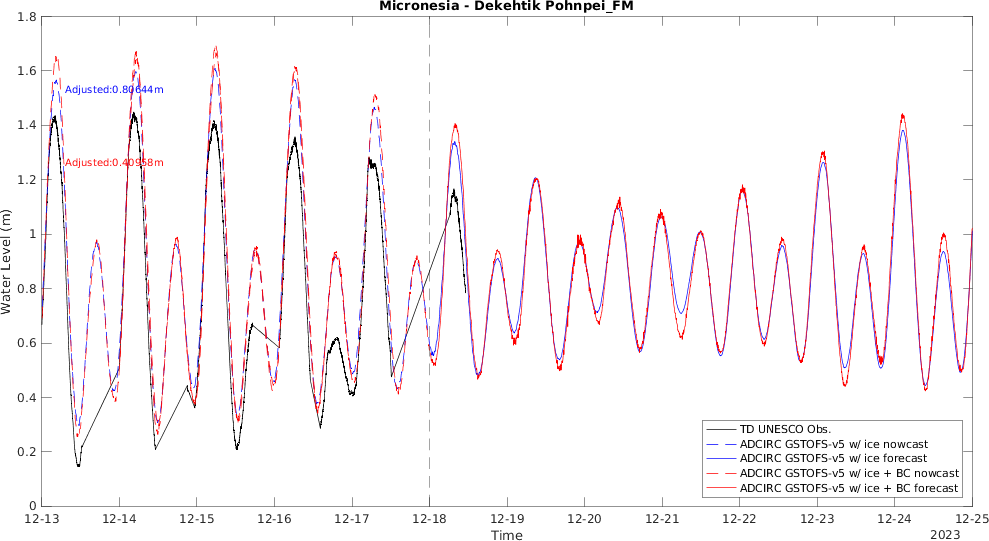 Micronesia - Dekehtik Pohnpei_FM
1.8
1.6
1.4
1.2
1
0.8
0.6
0.4
0.2
0
Water Level (m)
Adjusted:0.80644m
Adjusted:0.40958m
TD UNESCO Obs.
ADCIRC GSTOFS-v5 w/ ice nowcast
ADCIRC GSTOFS-v5 w/ ice forecast
ADCIRC GSTOFS-v5 w/ ice + BC nowcast
ADCIRC GSTOFS-v5 w/ ice + BC forecast
12-13 12-14 12-15 12-16 12-17 12-18 12-19 12-20 12-21 12-22 12-23 12-24 12-25
Time
2023